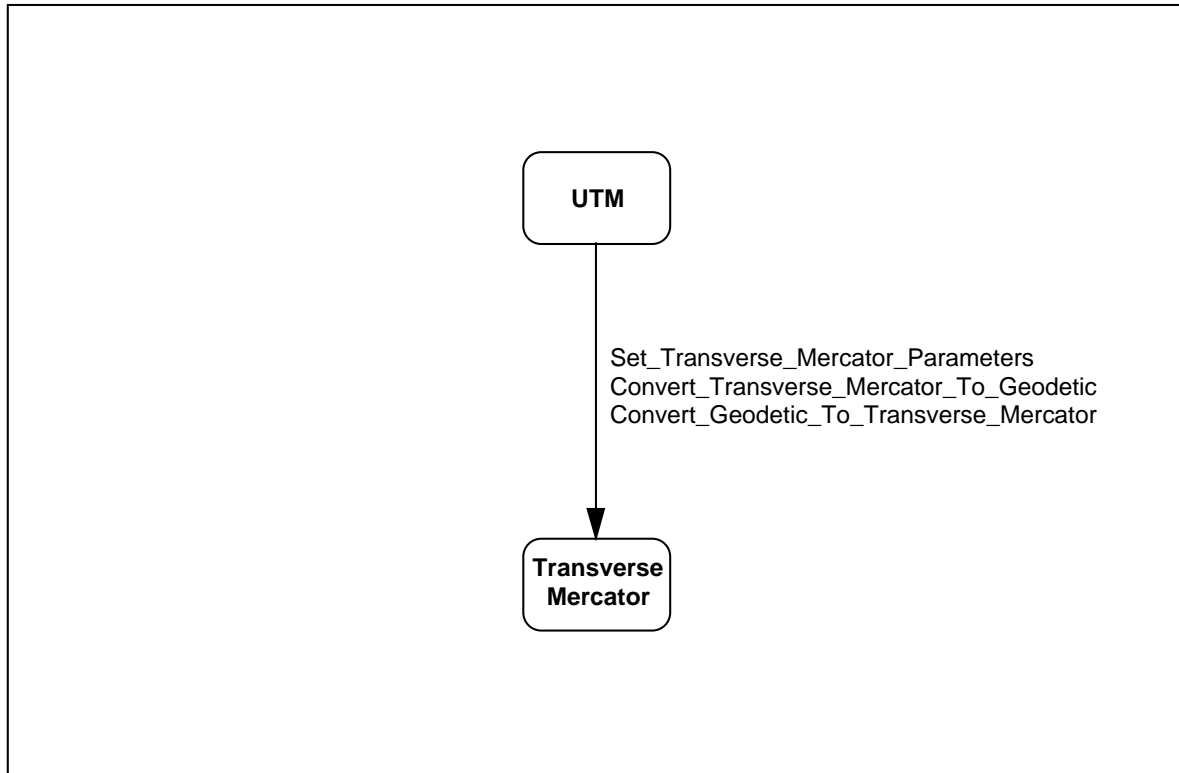 UTM
Set_Transverse_Mercator_Parameters
Convert_Transverse_Mercator_To_Geodetic
Convert_Geodetic_To_Transverse_Mercator
Transverse
Mercator